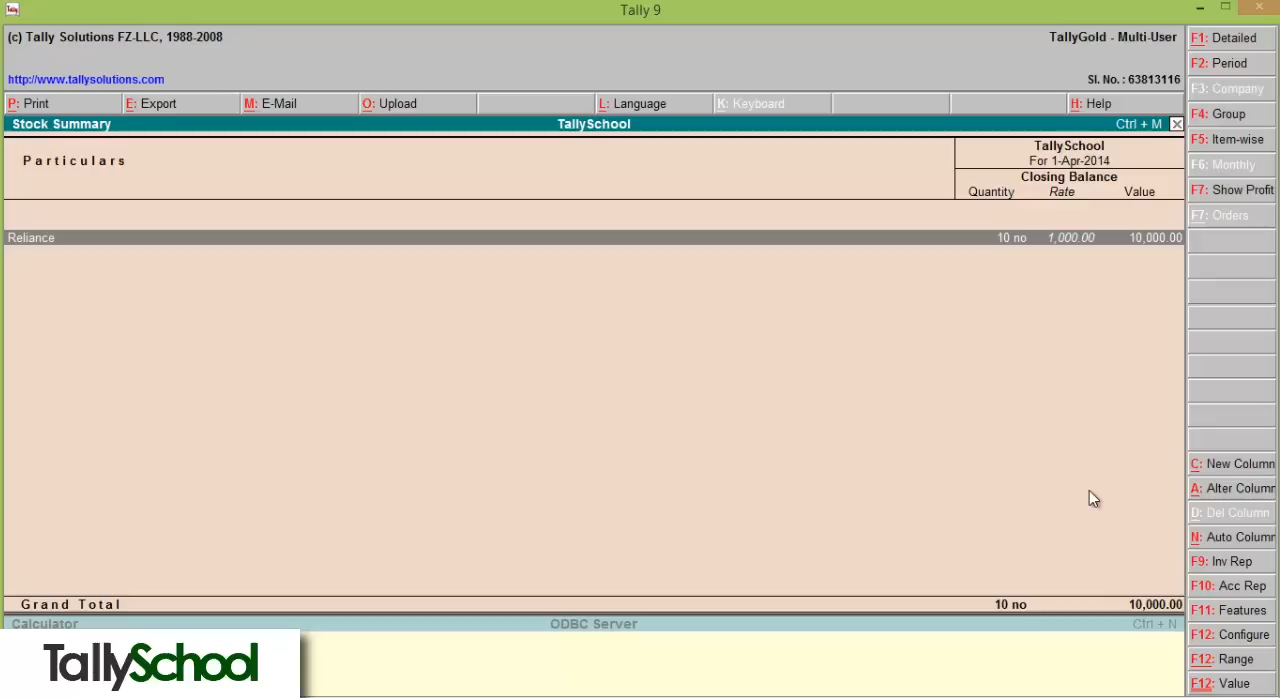 Tally
Tally 9
(c) Tally Solutions FZ-LLC, 1988-2008
TallyGold - Multi-User
http://www.tallysolutions.com
Sl. No. : 63813116
P: Print
E: Export
M: E-Mail
O: Upload
L: Language
K: Keyboard
H: Help
Stock Summary
TallySchool
Ctrl + M
Particulars
TallySchool
For 1-Apr-2014
Closing Balance
Quantity Rate Value
Reliance 10 no 1,000.00 10,000.00
Grand Total 10 no 10,000.00
Calculator
ODBC Server
Ctrl + N
TallySchool
F1: Detailed
F2: Period
F3: Company
F4: Group
F5: Item-wise
F6: Monthly
F7: Show Profit
F7: Orders
C: New Column
A: Alter Column
D: Del Column
N: Auto Column
F9: Inv Rep
F10: Acc Rep
F11: Features
F12: Configure
F12: Range
F12: Value